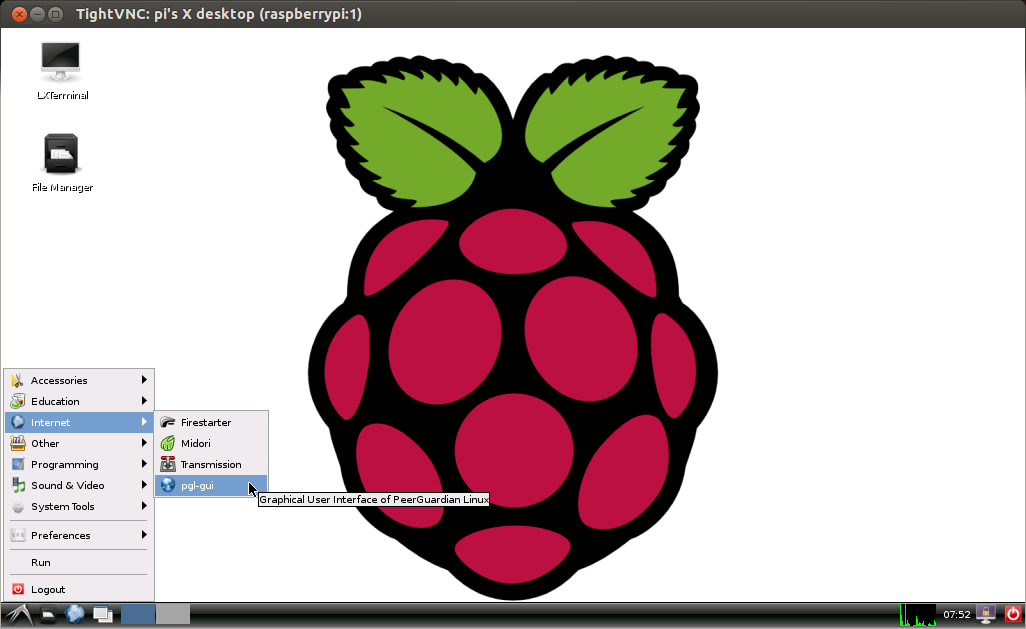 TightVNC: pi's X desktop (raspberrypi:1)
LXTerminal
File Manager
Accessories
Education
Internet
Other
Programming
Sound & Video
System Tools
Preferences
Run
Logout
Firestarter
Midori
Transmission
pgl-gui
Graphical User Interface of PeerGuardian Linux
07:52